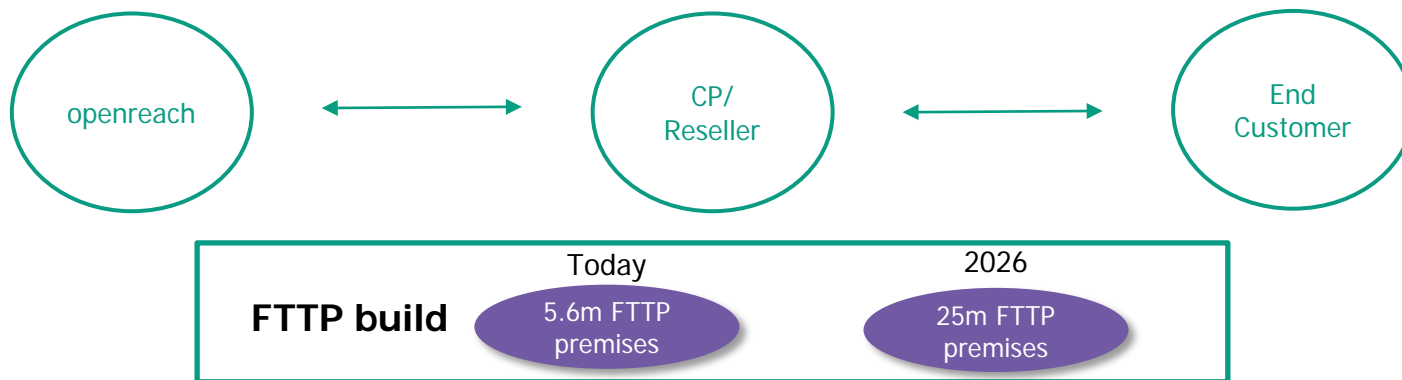 openreach
CP/
Reseller
End
Customer
Today
2026
FTTP build
5.6m FTTP
premises
25m FTTP
premises